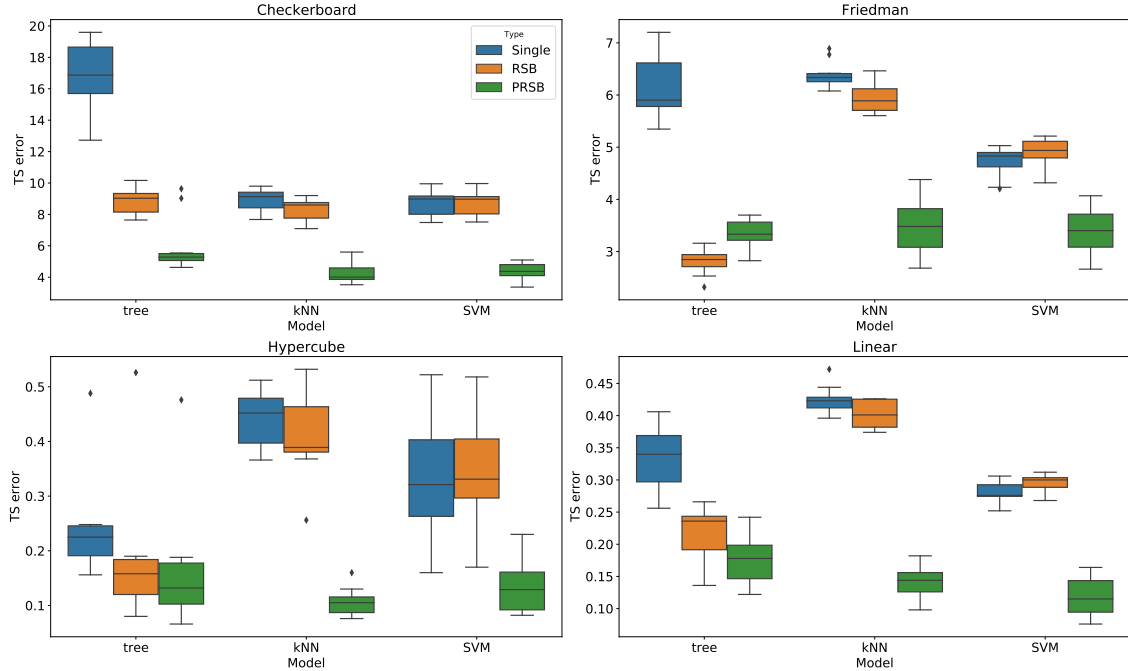 Checkerboard
TS error
20
18
16
14
12
10
8
6
4
Type
Single
RSB
PRSB
tree
kNN
SVM
Model
Friedman
TS error
7
6
5
4
3
tree
kNN
SVM
Model
Hypercube
TS error
0.5
0.4
0.3
0.2
0.1
tree
kNN
SVM
Model
Linear
TS error
0.45
0.40
0.35
0.30
0.25
0.20
0.15
0.10
tree
kNN
SVM
Model